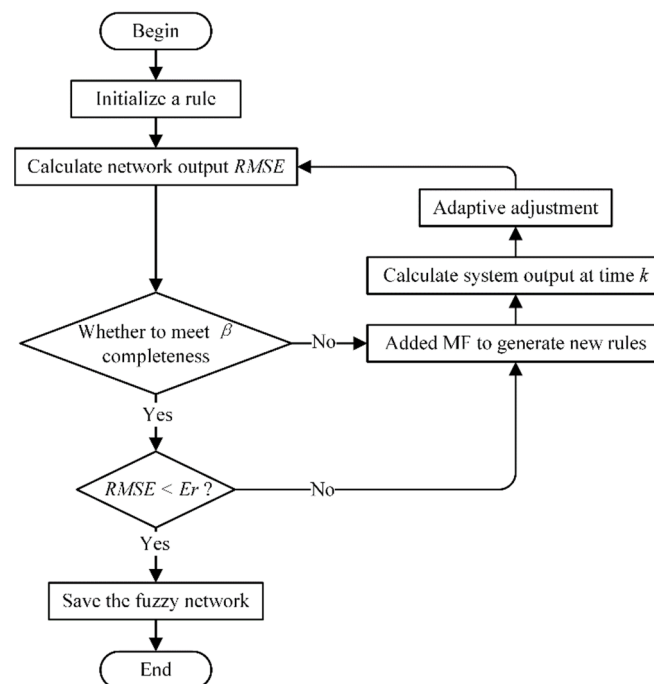 Begin
Initialize a rule
Calculate network output RMSE
Adaptive adjustment
Calculate system output at time k
Whether to meet β
completeness
No
Added MF to generate new rules
Yes
RMSE < Er ?
No
Yes
Save the fuzzy network
End